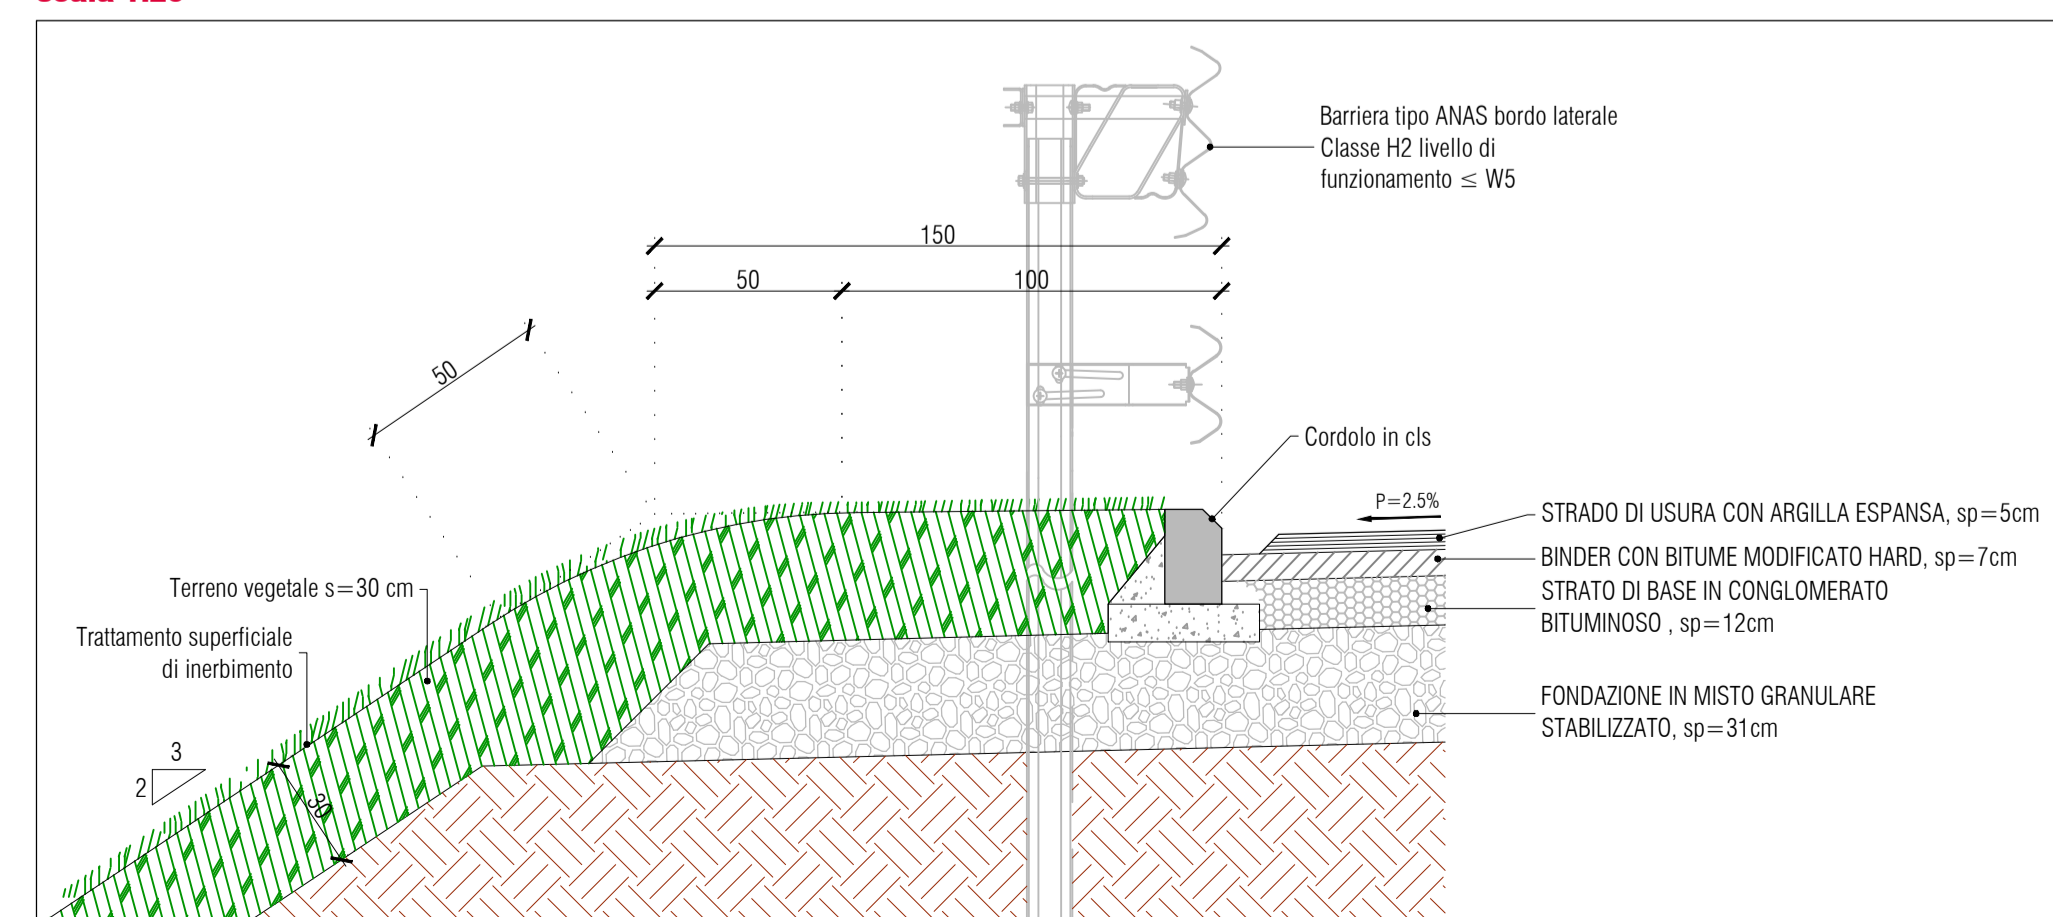 Barriera tipo ANAS bordo laterale
Classe H2 livello di
funzionamento ≤ W5
150
50
100
50
Cordolo in cls
P=2.5%
STRADO DI USURA CON ARGILLA ESPANSA, sp=5cm
BINDER CON BITUME MODIFICATO HARD, sp=7cm
STRATO DI BASE IN CONGLOMERATO
BITUMINOSO , sp=12cm
Terreno vegetale s=30 cm
Trattamento superficiale
di inerbimento
FONDAZIONE IN MISTO GRANULARE
STABILIZZATO, sp=31cm
3
2
30